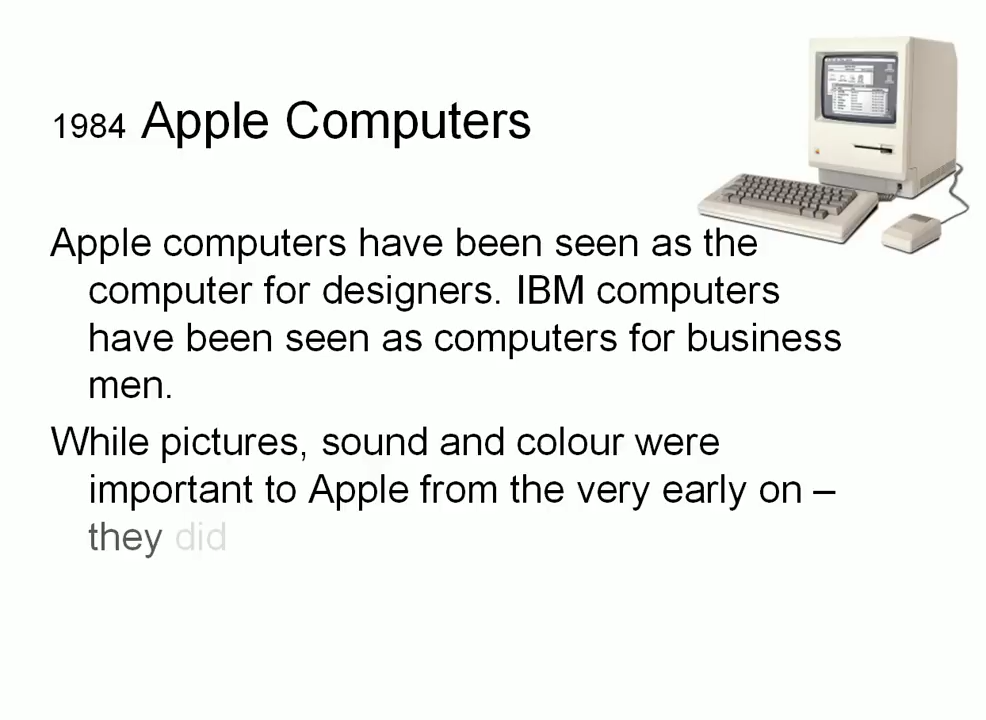 1984 Apple Computers
Apple computers have been seen as the
computer for designers. IBM computers
have been seen as computers for business
men.
While pictures, sound and colour were
important to Apple from the very early on –
they did